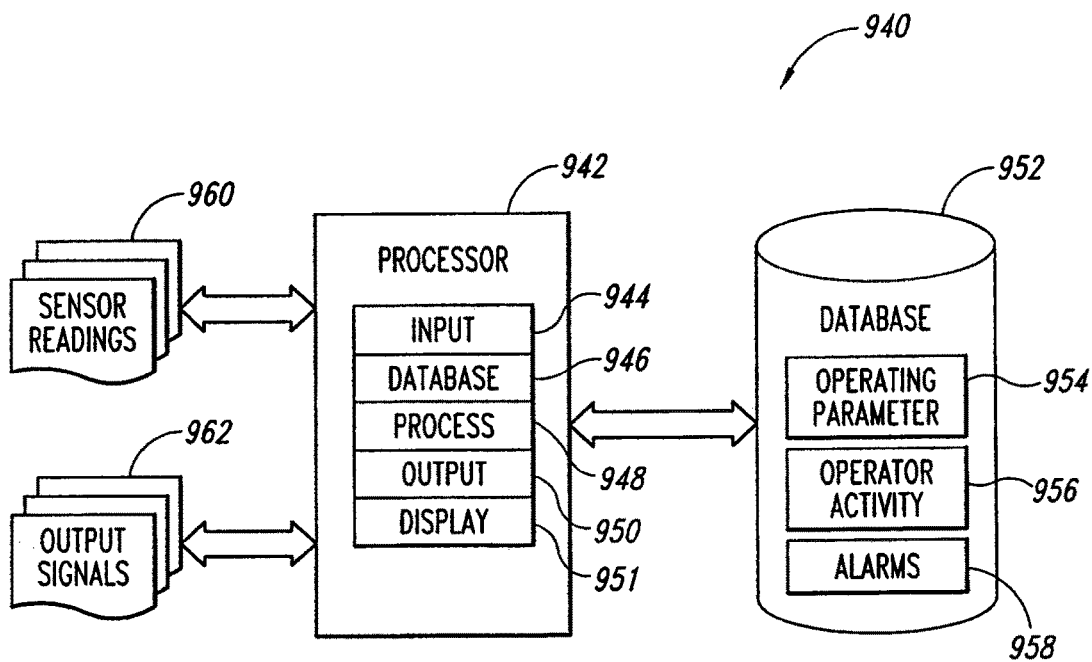 940
942
952
960
PROCESSOR
SENSOR
READINGS
944
INPUT
DATABASE
946
DATABASE
PROCESS
OPERATING
PARAMETER
954
962
948
OUTPUT
OPERATOR
ACTIVITY
956
950
DISPLAY
OUTPUT
SIGNALS
951
ALARMS
958